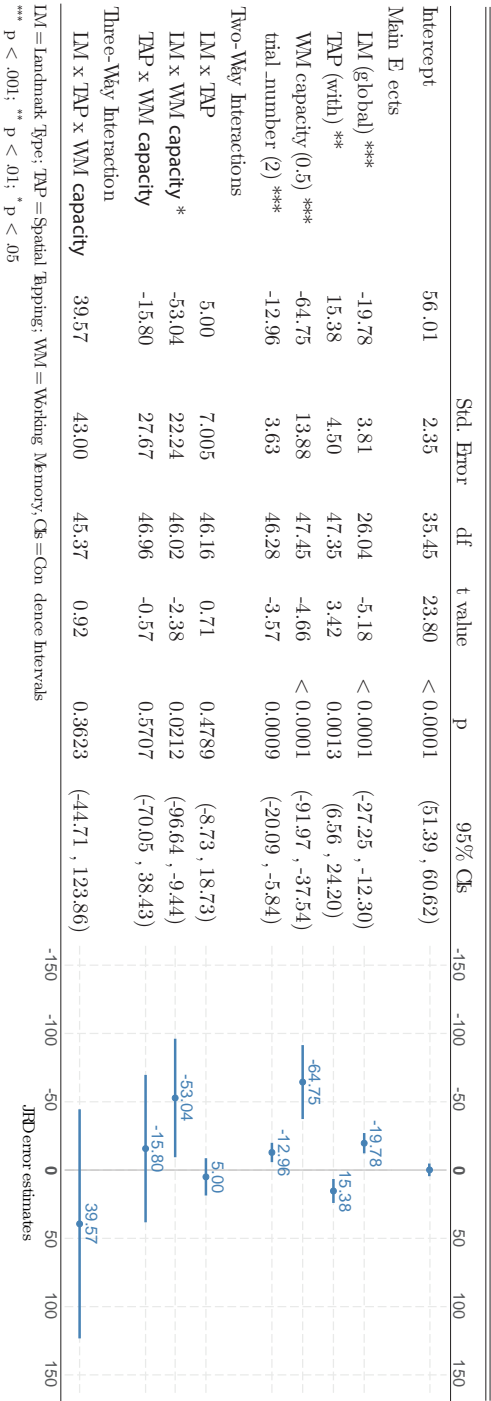 Std. Error df t value p 95% CIs
Intercept 56.01 2.35 35.45 23.80 < 0.0001 (51.39 , 60.62)
Main E ects
LM (global) *** -19.78 3.81 26.04 -5.18 < 0.0001 (-27.25 , -12.30) -19.78
TAP (with) ** 15.38 4.50 47.35 3.42 0.0013 (6.56 , 24.20) 15.38
WM capacity (0.5) *** -64.75 13.88 47.45 -4.66 < 0.0001 (-91.97 , -37.54) -64.75
trial_number (2) *** -12.96 3.63 46.28 -3.57 0.0009 (-20.09 , -5.84) -12.96
Two-Way Interactions
LM x TAP 5.00 7.005 46.16 0.71 0.4789 (-8.73 , 18.73) 5.00
LM x WM capacity * -53.04 22.24 46.02 -2.38 0.0212 (-96.64 , -9.44) -53.04
TAP x WM capacity -15.80 27.67 46.96 -0.57 0.5707 (-70.05 , 38.43) -15.80
Three-Way Interaction
LM x TAP x WM capacity 39.57 43.00 45.37 0.92 0.3623 (-44.71 , 123.86) 39.57
-150 -100 -50 0 50 100 150
JRD error estimates
LM = Landmark Type; TAP = Spatial Tapping; WM = Working Memory, CIs = Con dence Intervals
*** p < .001; ** p < .01; * p < .05